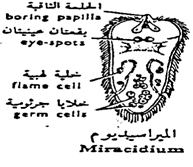 الحلمة الثاقبة
boring papilla
بقعتان عينيتان
eye-spots
خلية لهبية
flame cell
خلايا جرثومية
germ cells
الميراسيديوم
Miracidium